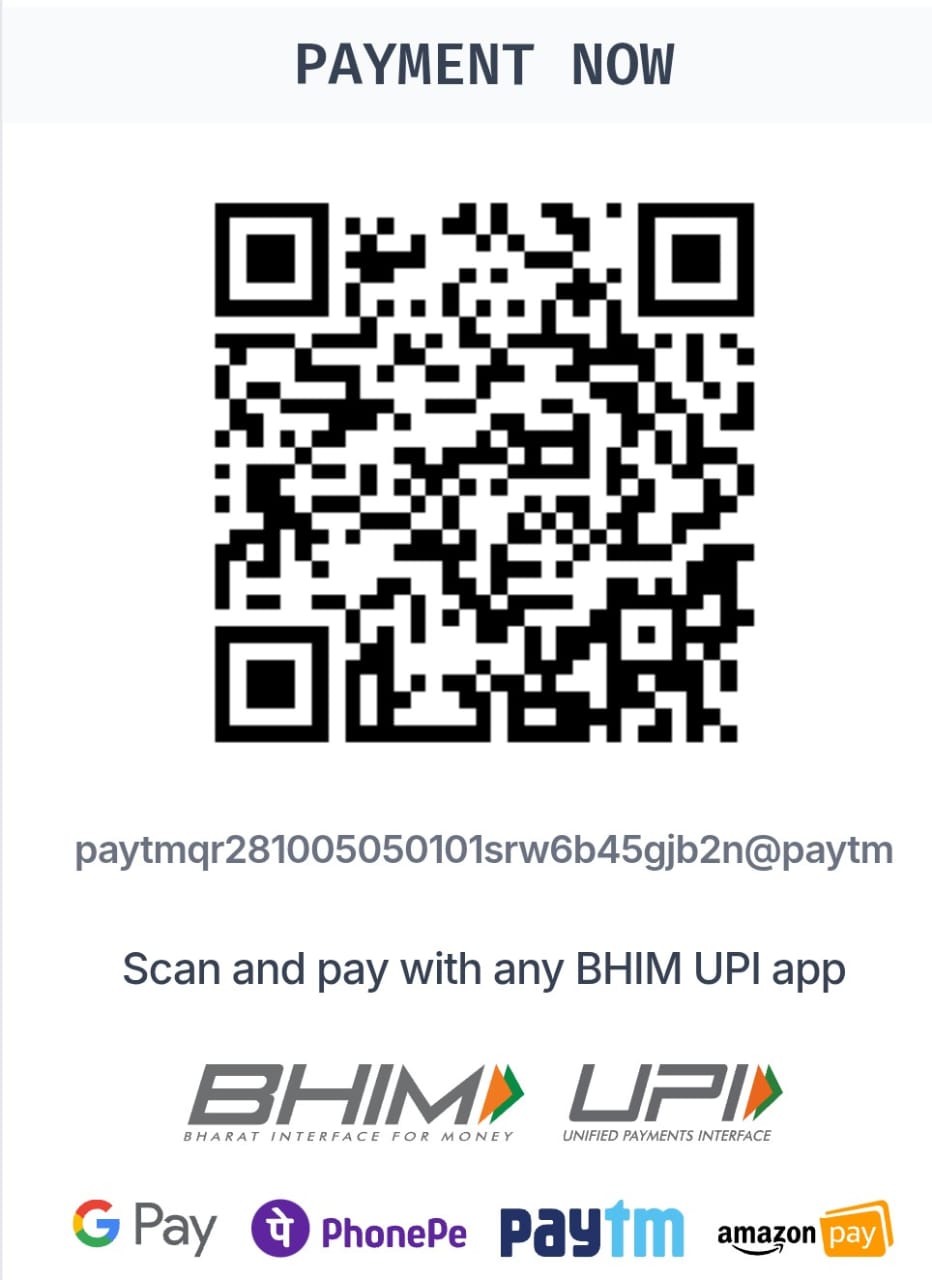 PAYMENT NOW
paytmqr281005050101srw6b45gjb2n@paytm
Scan and pay with any BHIM UPI app
BHIM UPI
BHARAT INTERFACE FOR MONEY UNIFIED PAYMENTS INTERFACE
G Pay पे PhonePe paytm amazon pay